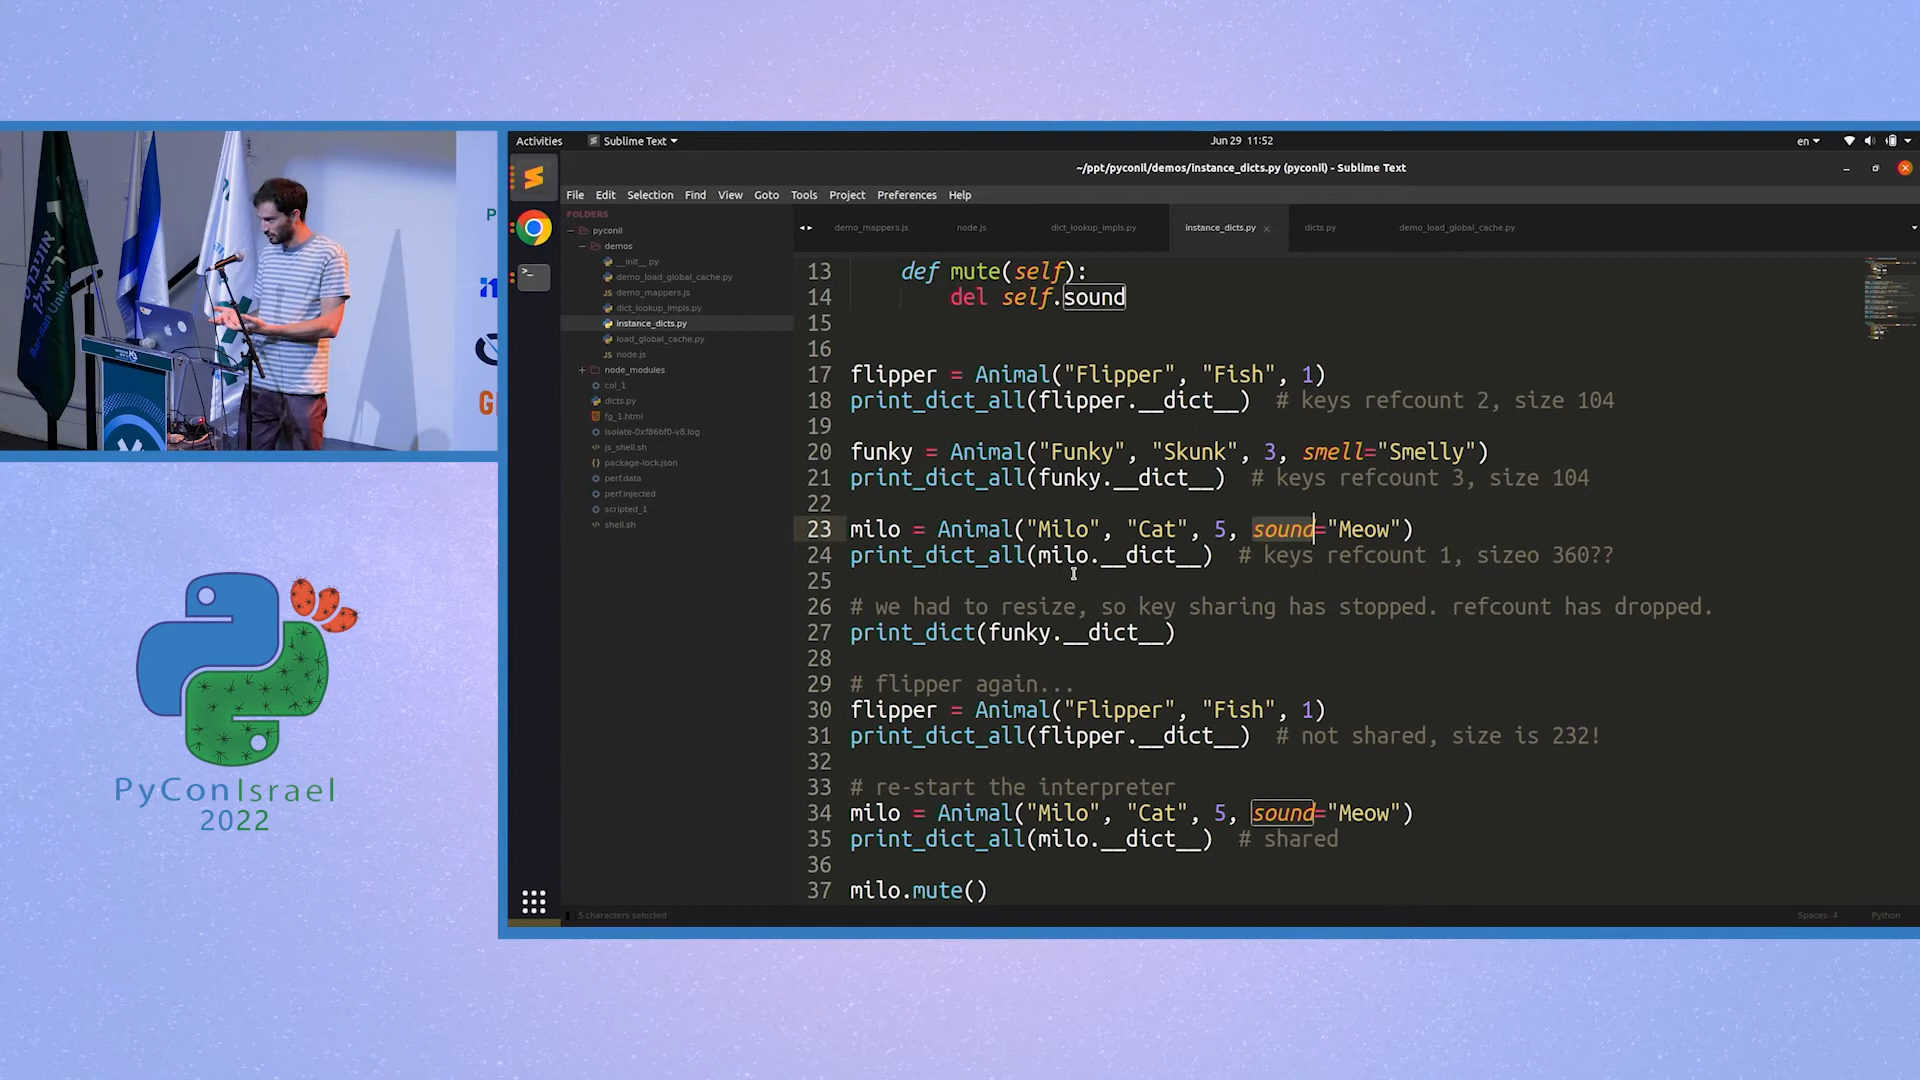 Activities
Sublime Text
Jun 29 11:52
en
~/ppt/pyconil/demos/instance_dicts.py (pyconil) - Sublime Text
File Edit Selection Find View Goto Tools Project Preferences Help
FOLDERS
pyconil
demos
__init__.py
demo_load_global_cache.py
demo_mappers.js
dict_lookup_impls.py
instance_dicts.py
load_global_cache.py
node.js
node_modules
col_1
dicts.py
fg_1.html
isolate-0xf86bf0-v8.log
js_shell.sh
package-lock.json
perf.data
perf.injected
scripted_1
shell.sh
demo_mappers.js node.js dict_lookup_impls.py instance_dicts.py dicts.py demo_load_global_cache.py
13 def mute(self):
14 del self.sound
15
16
17 flipper = Animal("Flipper", "Fish", 1)
18 print_dict_all(flipper.__dict__) # keys refcount 2, size 104
19
20 funky = Animal("Funky", "Skunk", 3, smell="Smelly")
21 print_dict_all(funky.__dict__) # keys refcount 3, size 104
22
23 milo = Animal("Milo", "Cat", 5, sound="Meow")
24 print_dict_all(milo.__dict__) # keys refcount 1, sizeo 360??
25
26 # we had to resize, so key sharing has stopped. refcount has dropped.
27 print_dict(funky.__dict__)
28
29 # flipper again...
30 flipper = Animal("Flipper", "Fish", 1)
31 print_dict_all(flipper.__dict__) # not shared, size is 232!
32
33 # re-start the interpreter
34 milo = Animal("Milo", "Cat", 5, sound="Meow")
35 print_dict_all(milo.__dict__) # shared
36
37 milo.mute()
5 characters selected
Spaces: 4
Python
PyConIsrael
2022